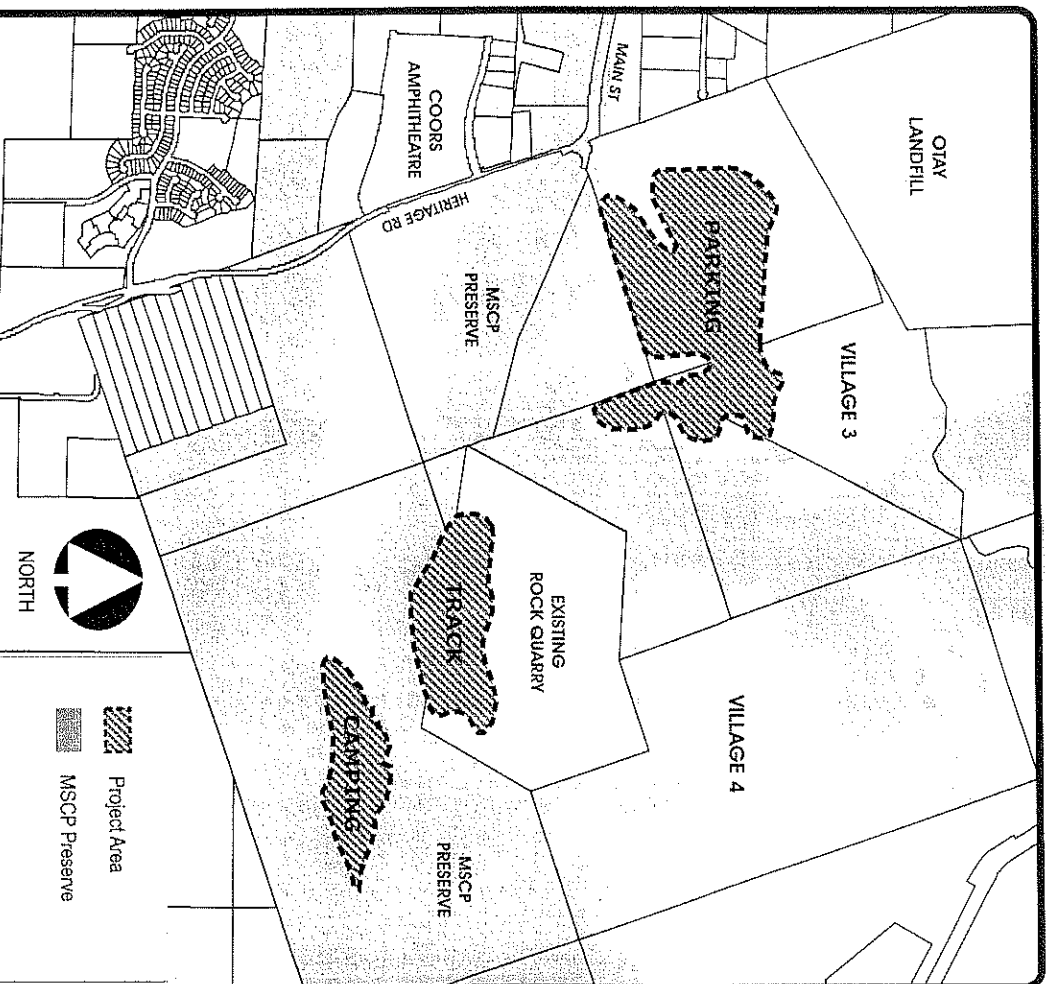 OTAY
LANDFILL
MAIN ST
COORS
AMPHITHEATRE
HERITAGE RD
PARKING
VILLAGE 3
MSCP
PRESERVE
EXISTING
ROCK QUARRY
TRACK
VILLAGE 4
CAMPING
MSCP
PRESERVE
NORTH
Project Area
MSCP Preserve